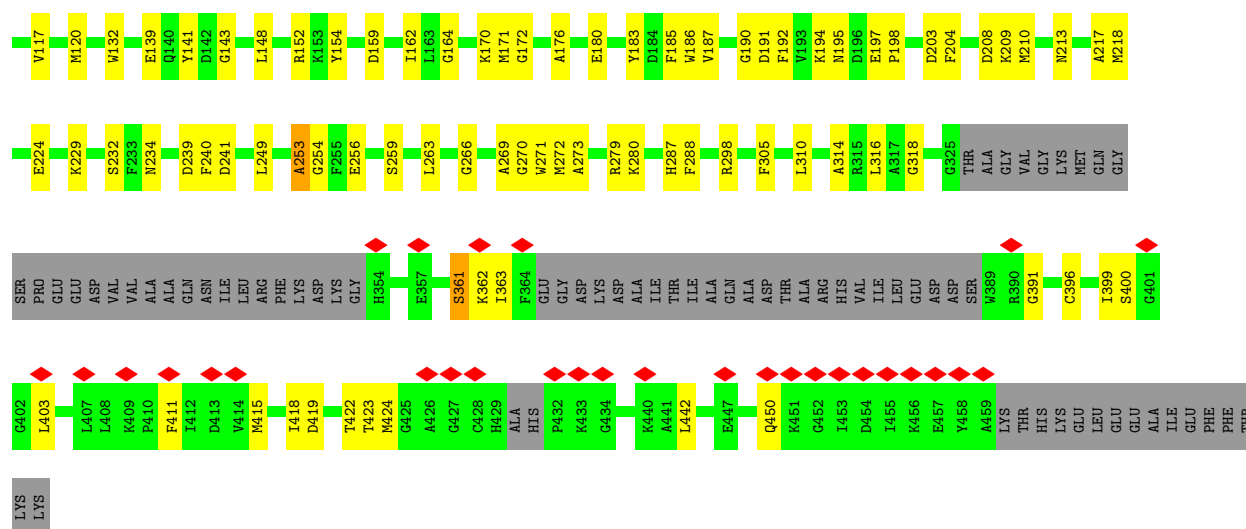 V117 M120 W132 E139 Q140 Y141 D142 G143 L148 R152 K153 Y154 D159 I162 L163 G164 K170 M171 G172 A176 E180 Y183 D184 F185 W186 V187 G190 D191 F192 V193 K194 N195 D196 E197 P198 D203 F204 D208 K209 M210 N213 A217 M218
E224 K229 S232 F233 N234 D239 F240 D241 L249 A253 G254 F255 E256 S259 L263 G266 A269 G270 W271 M272 A273 R279 K280 H287 F288 R298 F305 L310 A314 R315 L316 A317 G318 G325 THR ALA GLY VAL GLY LYS MET GLN GLY
SER PRO GLU GLU ASP VAL VAL ALA ALA GLN ASN ILE LEU ARG PHE LYS ASP LYS GLY H354 E357 S361 K362 I363 F364 GLU GLY ASP LYS ASP ALA ILE THR ILE ALA GLN ALA ASP THR ALA ARG HIS VAL ILE LEU GLU ASP ASP SER W389 R390 G391 C396 I399 S400 G401
G402 L403 L407 L408 K409 P410 F411 I412 D413 V414 M415 I418 D419 T422 T423 M424 G425 A426 G427 C428 H429 ALA HIS P432 K433 G434 K440 A441 L442 E447 Q450 K451 G452 I453 D454 I455 K456 E457 Y458 A459 LYS THR HIS LYS GLU LEU GLU GLU ALA ILE GLU PHE PHE THR
LYS LYS